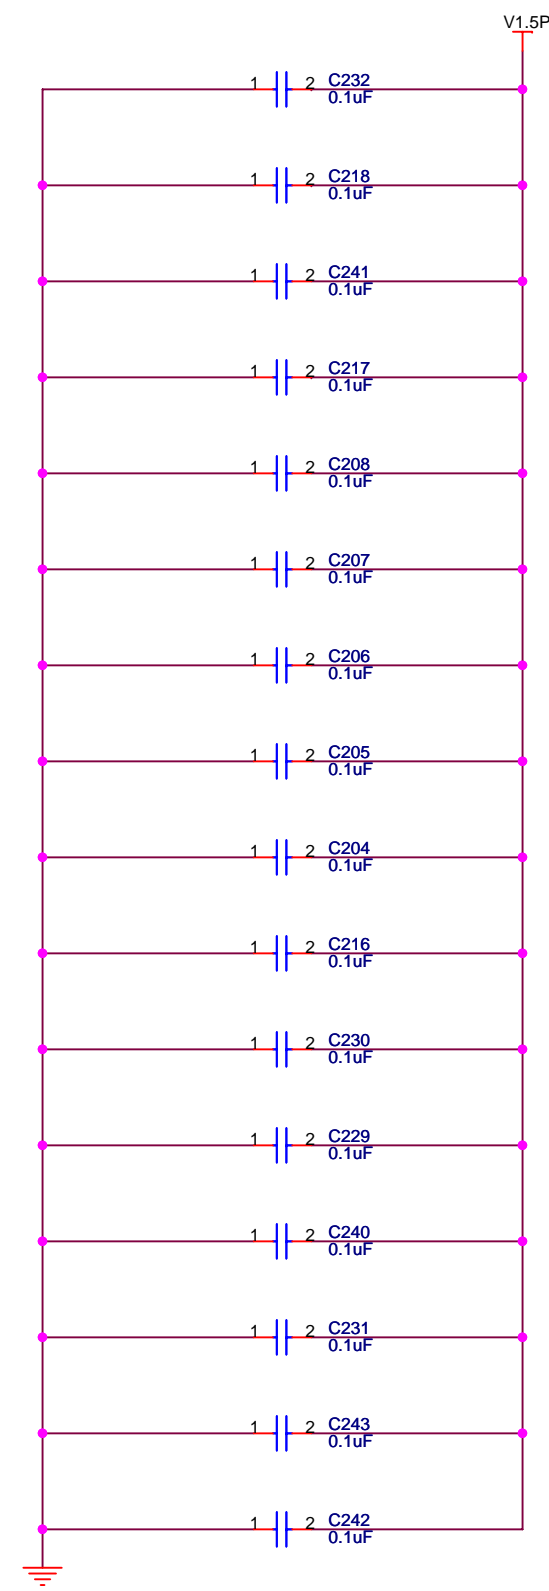 V1.5P
1 2 C232
0.1uF
1 2 C218
0.1uF
1 2 C241
0.1uF
1 2 C217
0.1uF
1 2 C208
0.1uF
1 2 C207
0.1uF
1 2 C206
0.1uF
1 2 C205
0.1uF
1 2 C204
0.1uF
1 2 C216
0.1uF
1 2 C230
0.1uF
1 2 C229
0.1uF
1 2 C240
0.1uF
1 2 C231
0.1uF
1 2 C243
0.1uF
1 2 C242
0.1uF